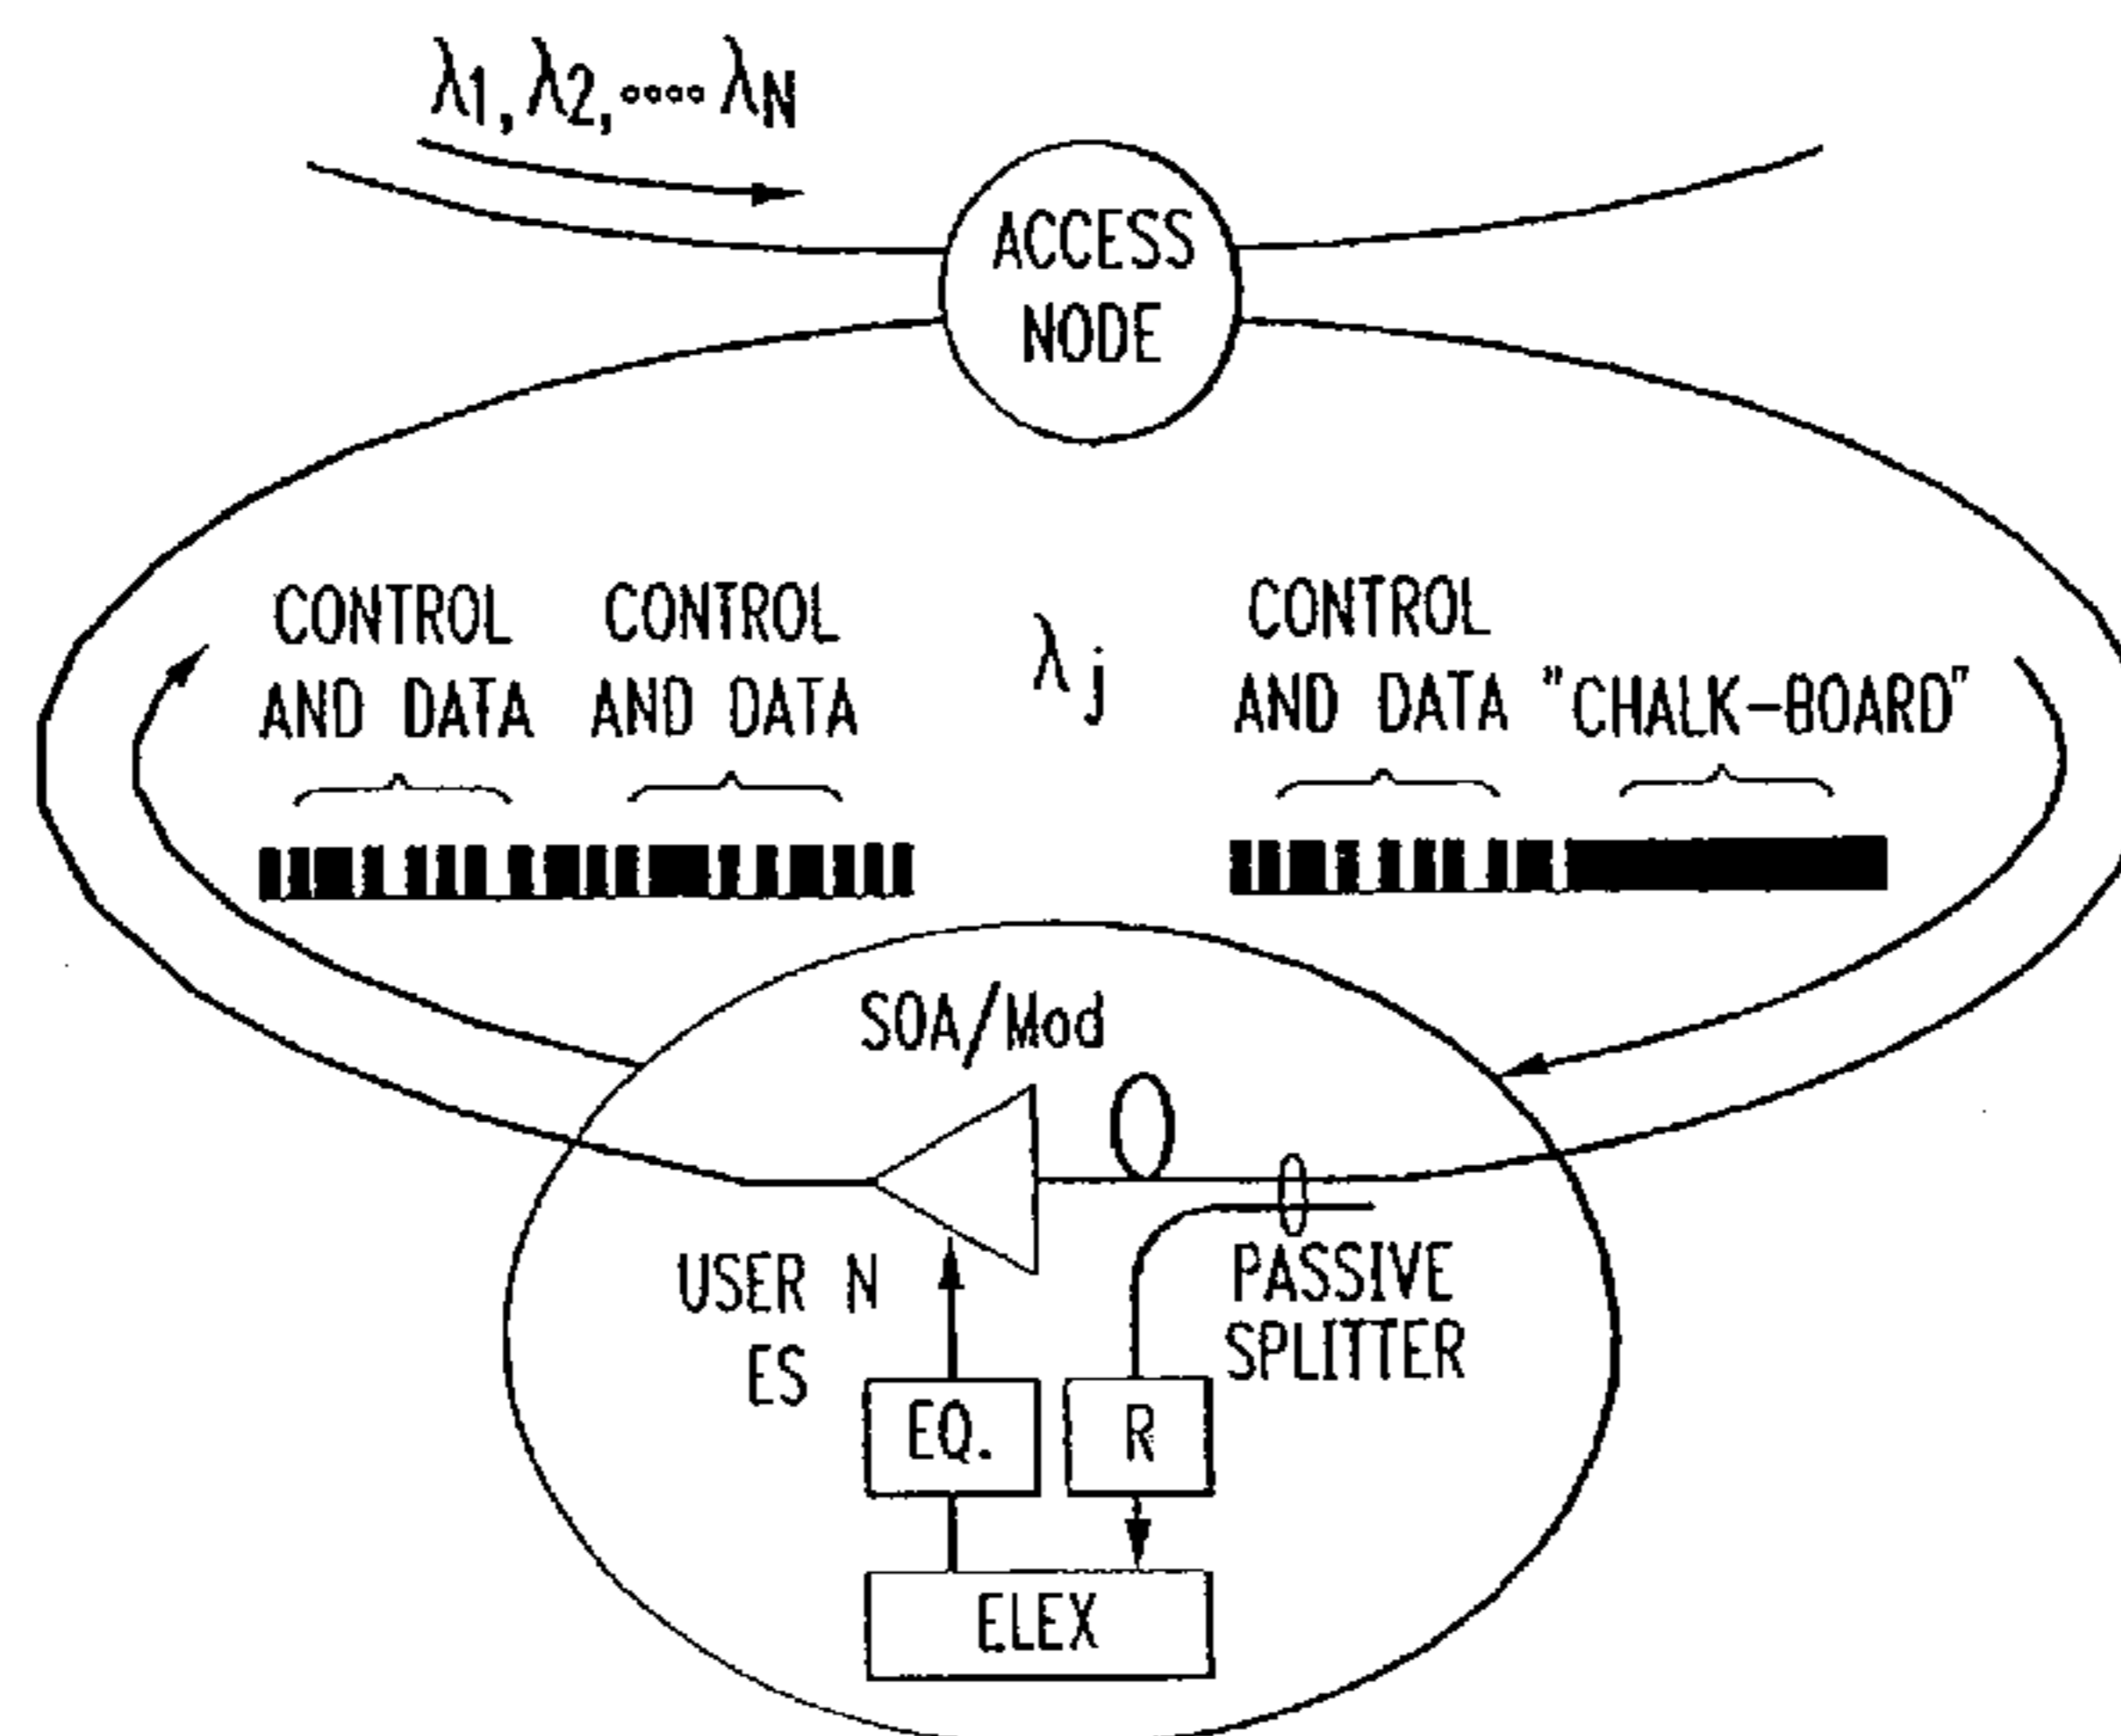 λ1, λ2, •••• λN
ACCESS
NODE
CONTROL
AND DATA
CONTROL
AND DATA
λj
CONTROL
AND DATA
"CHALK-BOARD"
SOA/Mod
USER N
ES
PASSIVE
SPLITTER
EQ.
R
ELEX